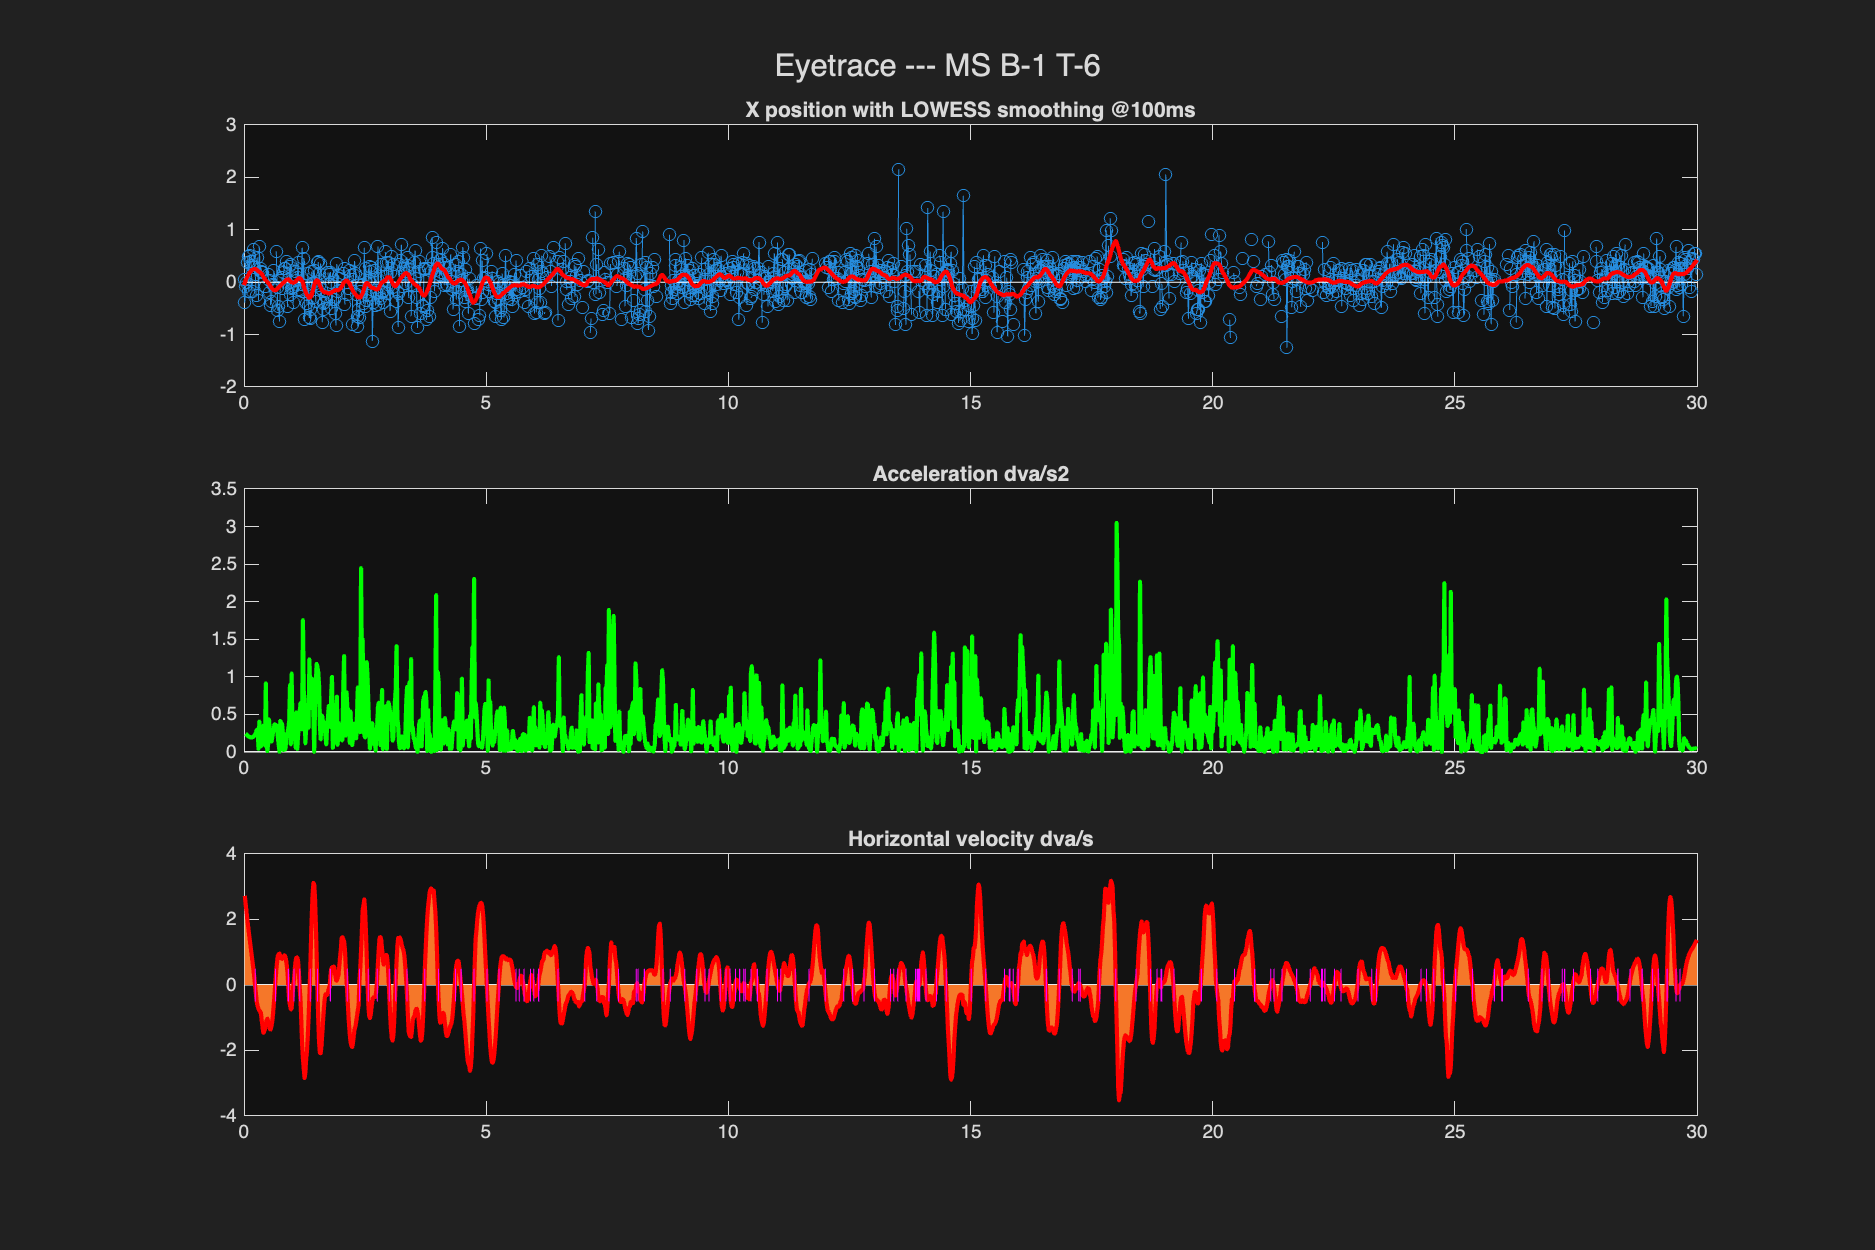 Eyetrace --- MS B-1 T-6
X position with LOWESS smoothing @100ms
3
2
1
0
-1
-2
0 5 10 15 20 25 30
Acceleration dva/s2
3.5
3
2.5
2
1.5
1
0.5
0
0 5 10 15 20 25 30
Horizontal velocity dva/s
4
2
0
-2
-4
0 5 10 15 20 25 30